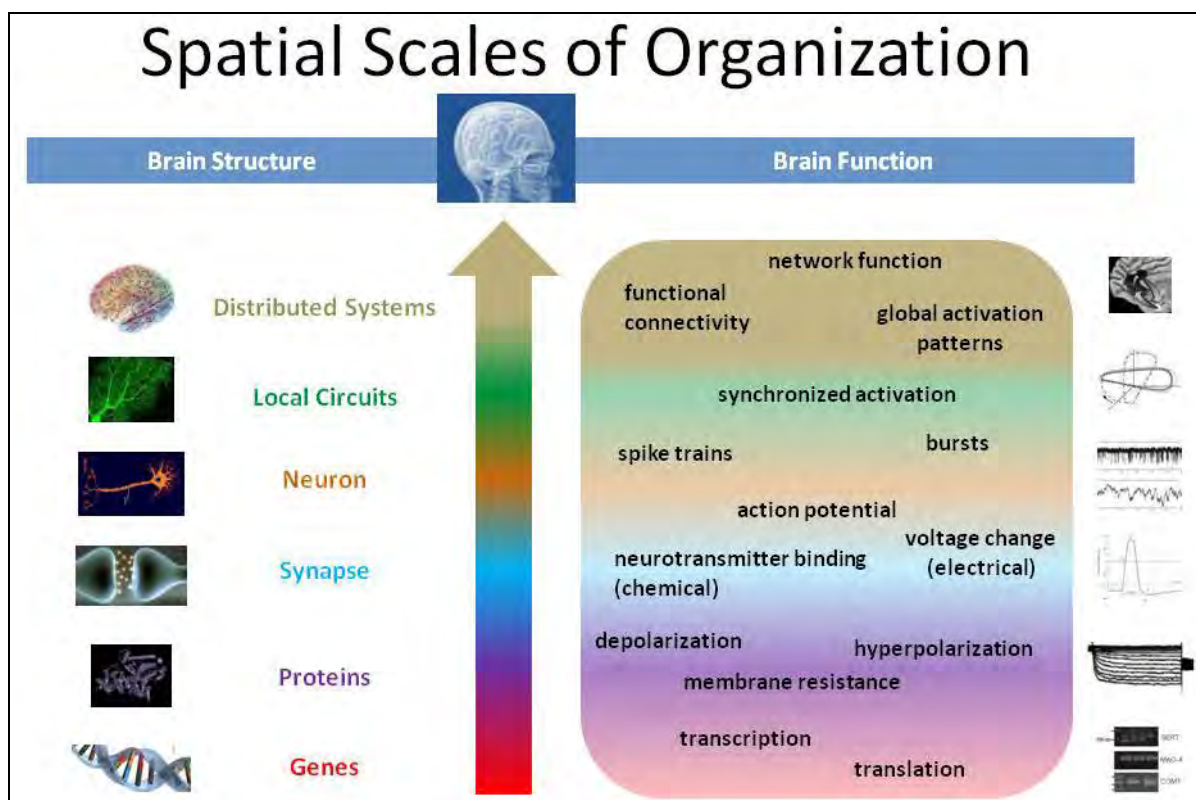 Spatial Scales of Organization
Brain Structure
Brain Function
Distributed Systems
Local Circuits
Neuron
Synapse
Proteins
Genes
network function
functional
connectivity
global activation
patterns
synchronized activation
spike trains
bursts
action potential
neurotransmitter binding
(chemical)
voltage change
(electrical)
depolarization
hyperpolarization
membrane resistance
transcription
translation
MAO-A
COMT